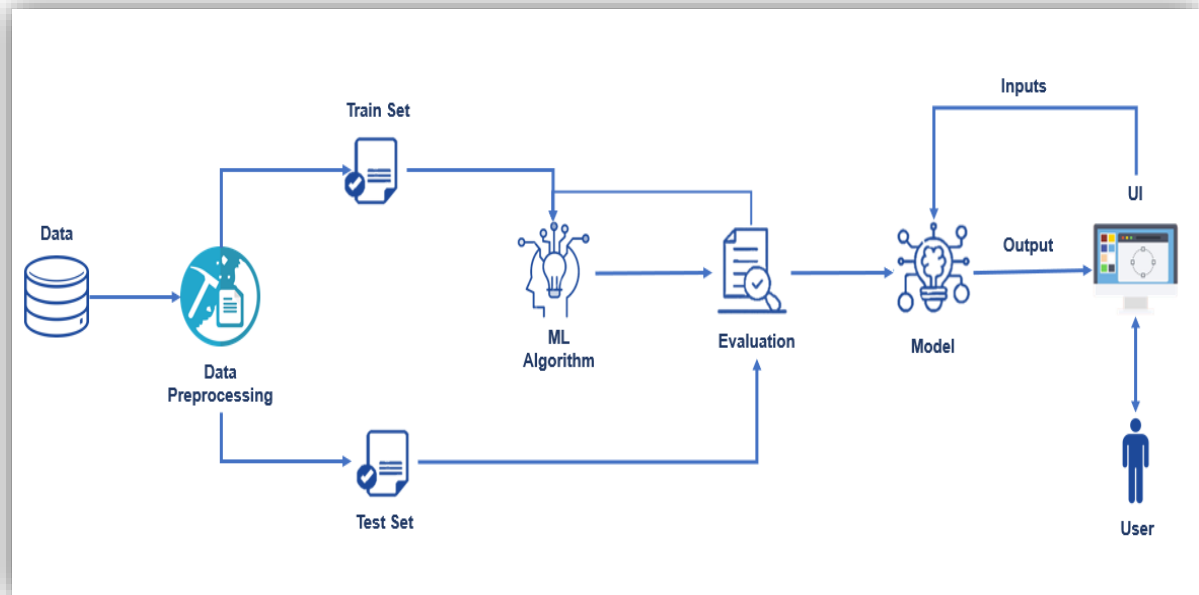 Train Set
Inputs
Data
UI
Output
ML
Algorithm
Evaluation
Model
Data
Preprocessing
Test Set
User